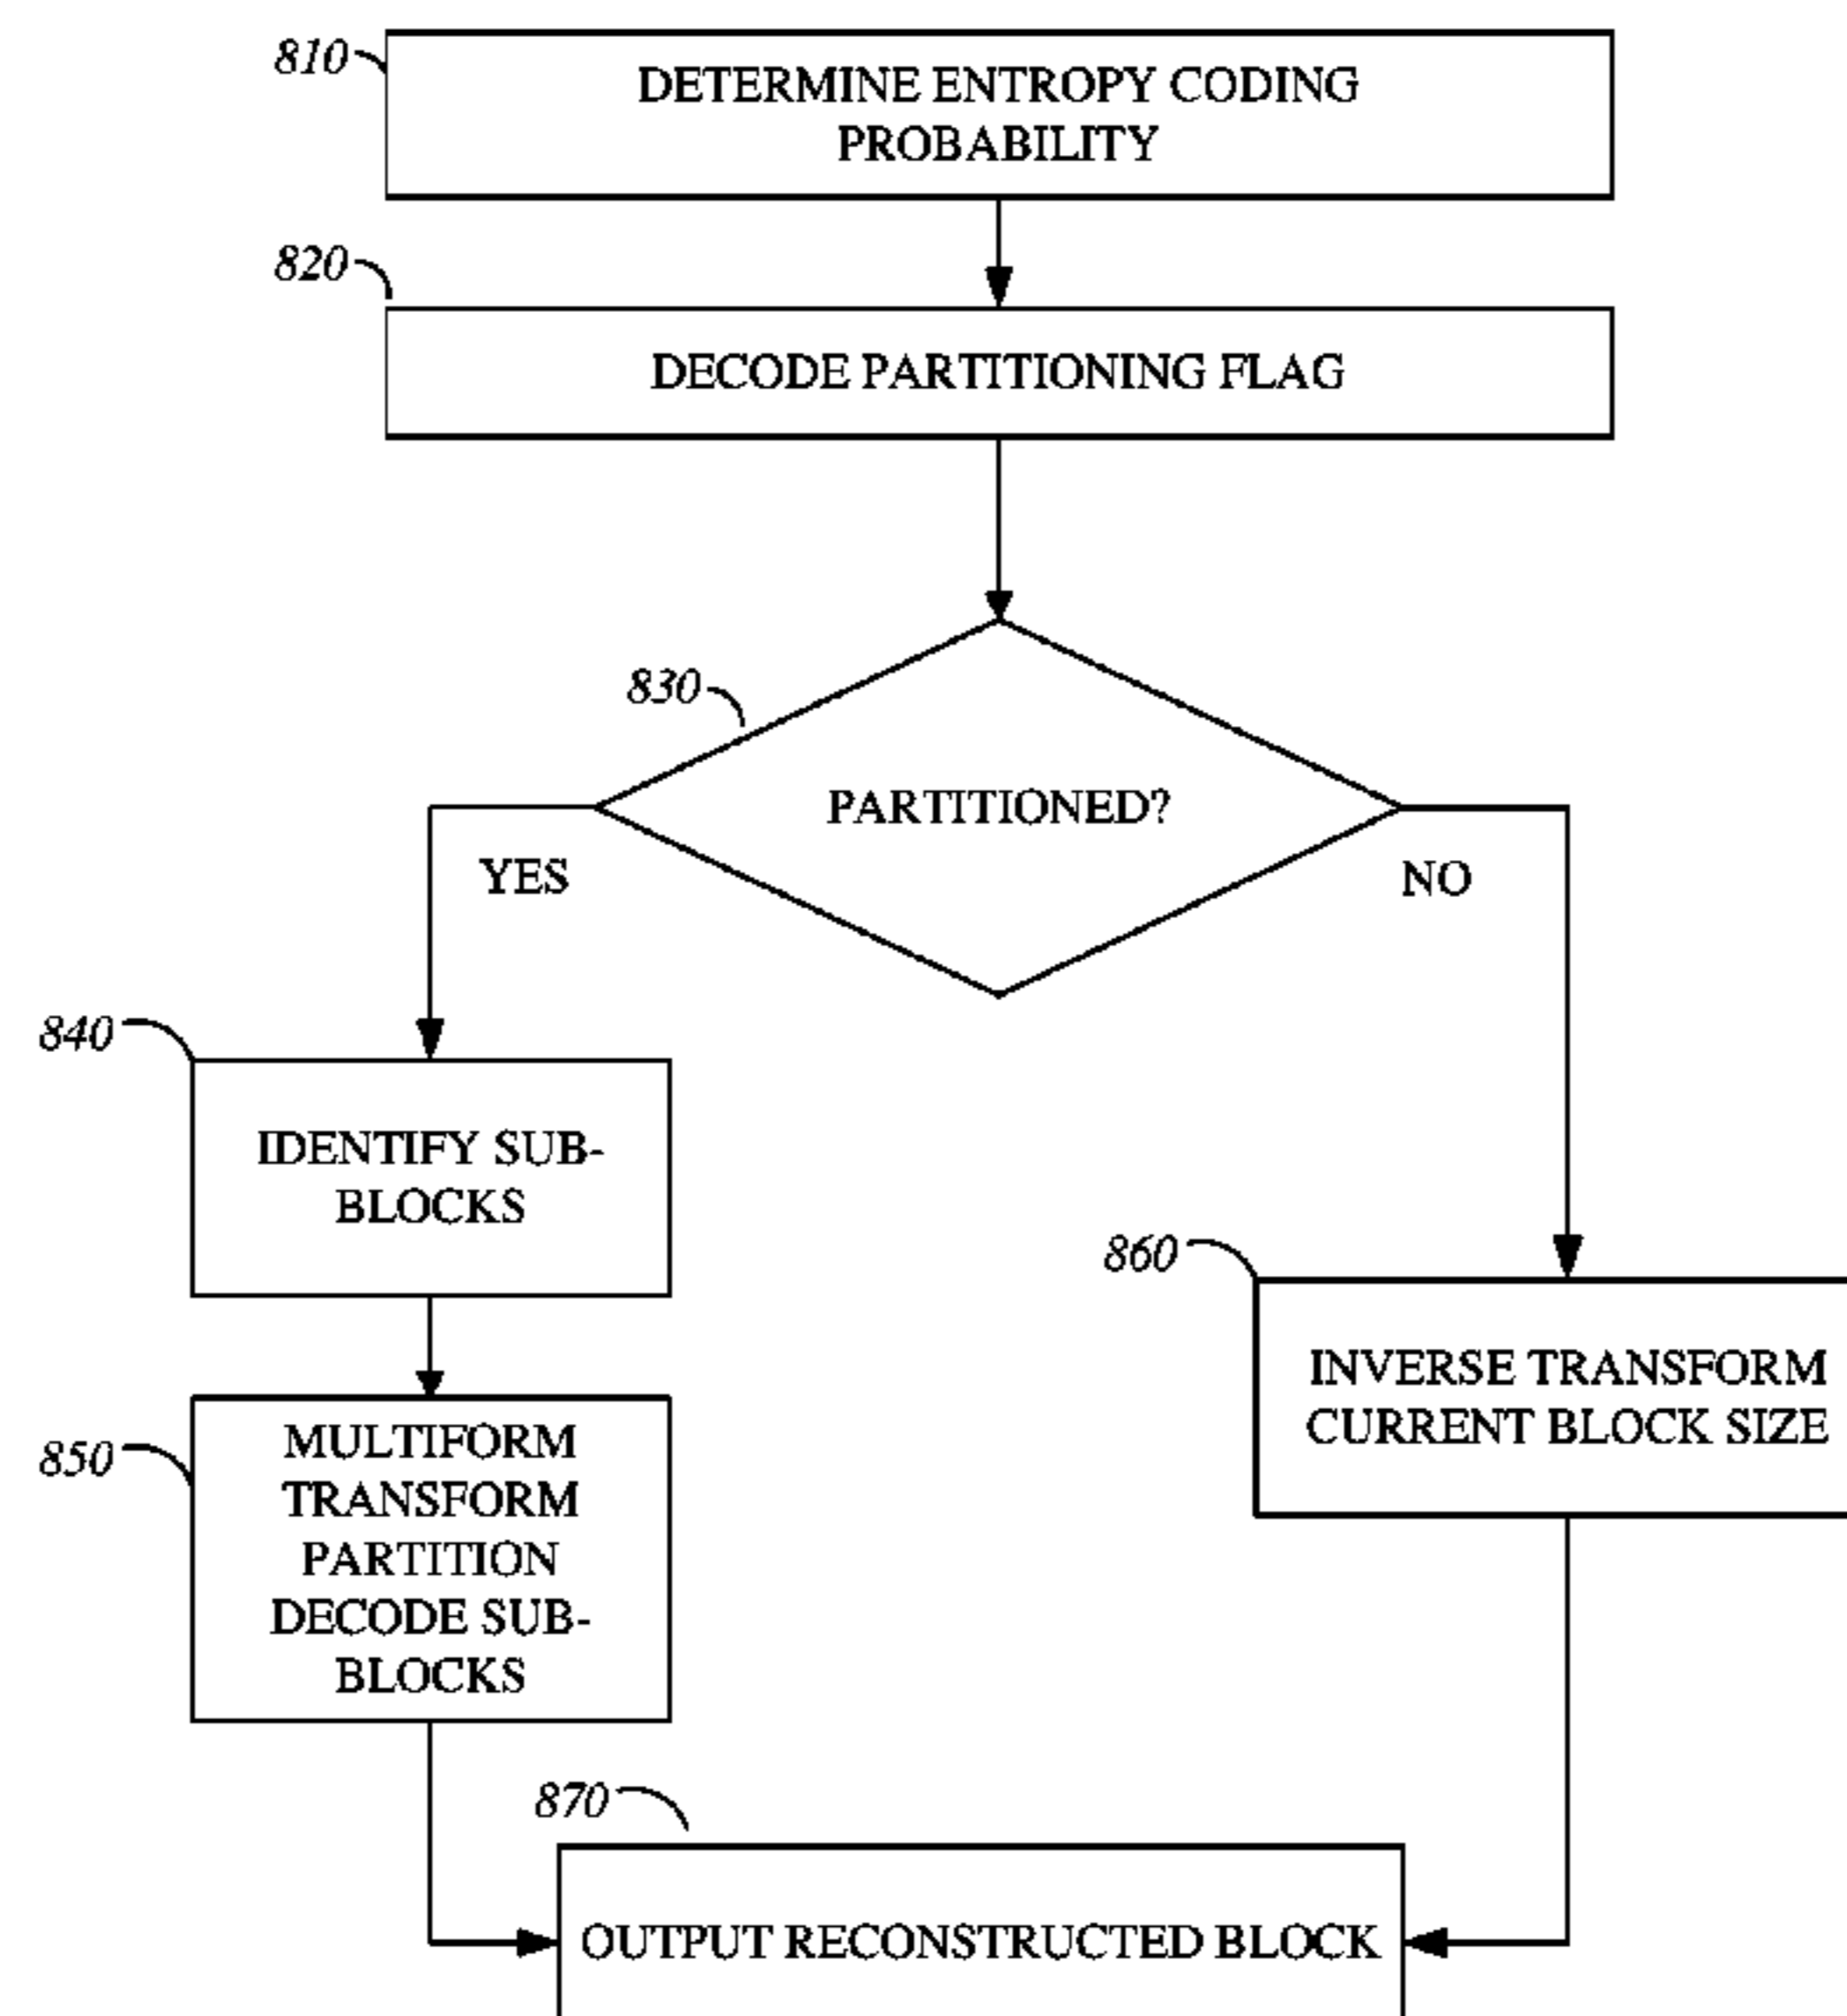 810
DETERMINE ENTROPY CODING
PROBABILITY
820
DECODE PARTITIONING FLAG
830
PARTITIONED?
YES
NO
840
IDENTIFY SUB-
BLOCKS
860
INVERSE TRANSFORM
CURRENT BLOCK SIZE
850
MULTIFORM
TRANSFORM
PARTITION
DECODE SUB-
BLOCKS
870
OUTPUT RECONSTRUCTED BLOCK